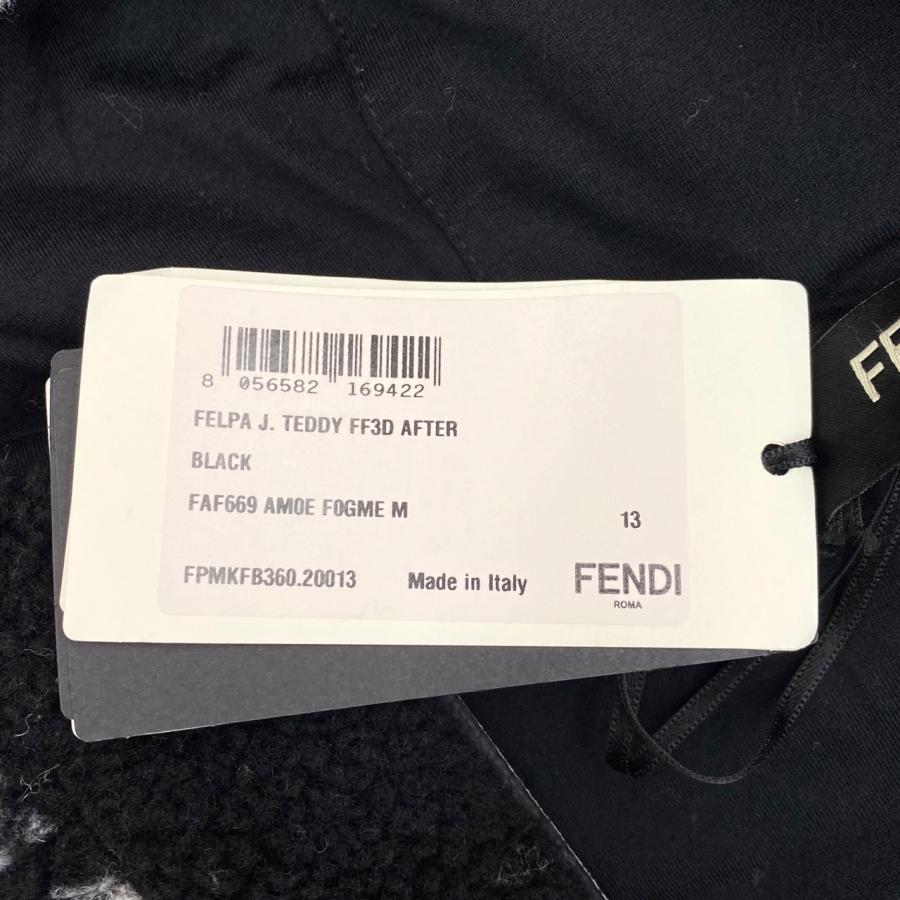 8 056582 169422
FELPA J. TEDDY FF3D AFTER
BLACK
FAF669 AM0E F0GME M
13
FPMKFB360.20013 Made in Italy FENDI
ROMA
FE